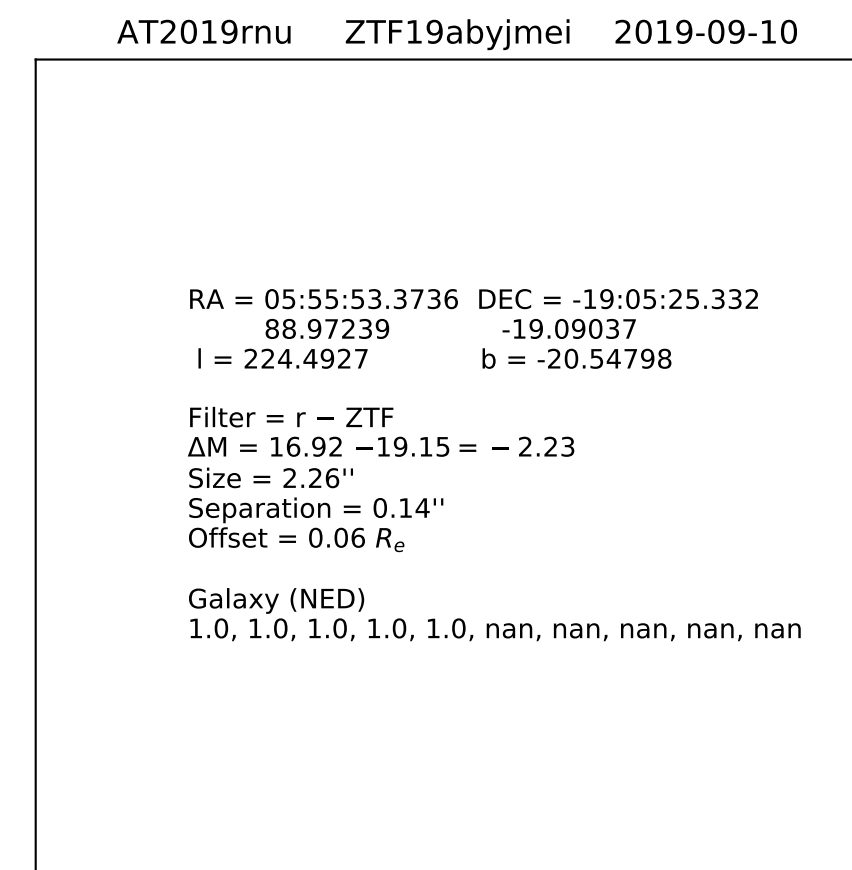 AT2019rnu ZTF19abyjmei 2019-09-10
RA = 05:55:53.3736 DEC = -19:05:25.332
88.97239 -19.09037
l = 224.4927 b = -20.54798
Filter = r − ZTF
ΔM = 16.92 −19.15 = − 2.23
Size = 2.26''
Separation = 0.14''
Offset = 0.06 Rₑ
Galaxy (NED)
1.0, 1.0, 1.0, 1.0, 1.0, nan, nan, nan, nan, nan